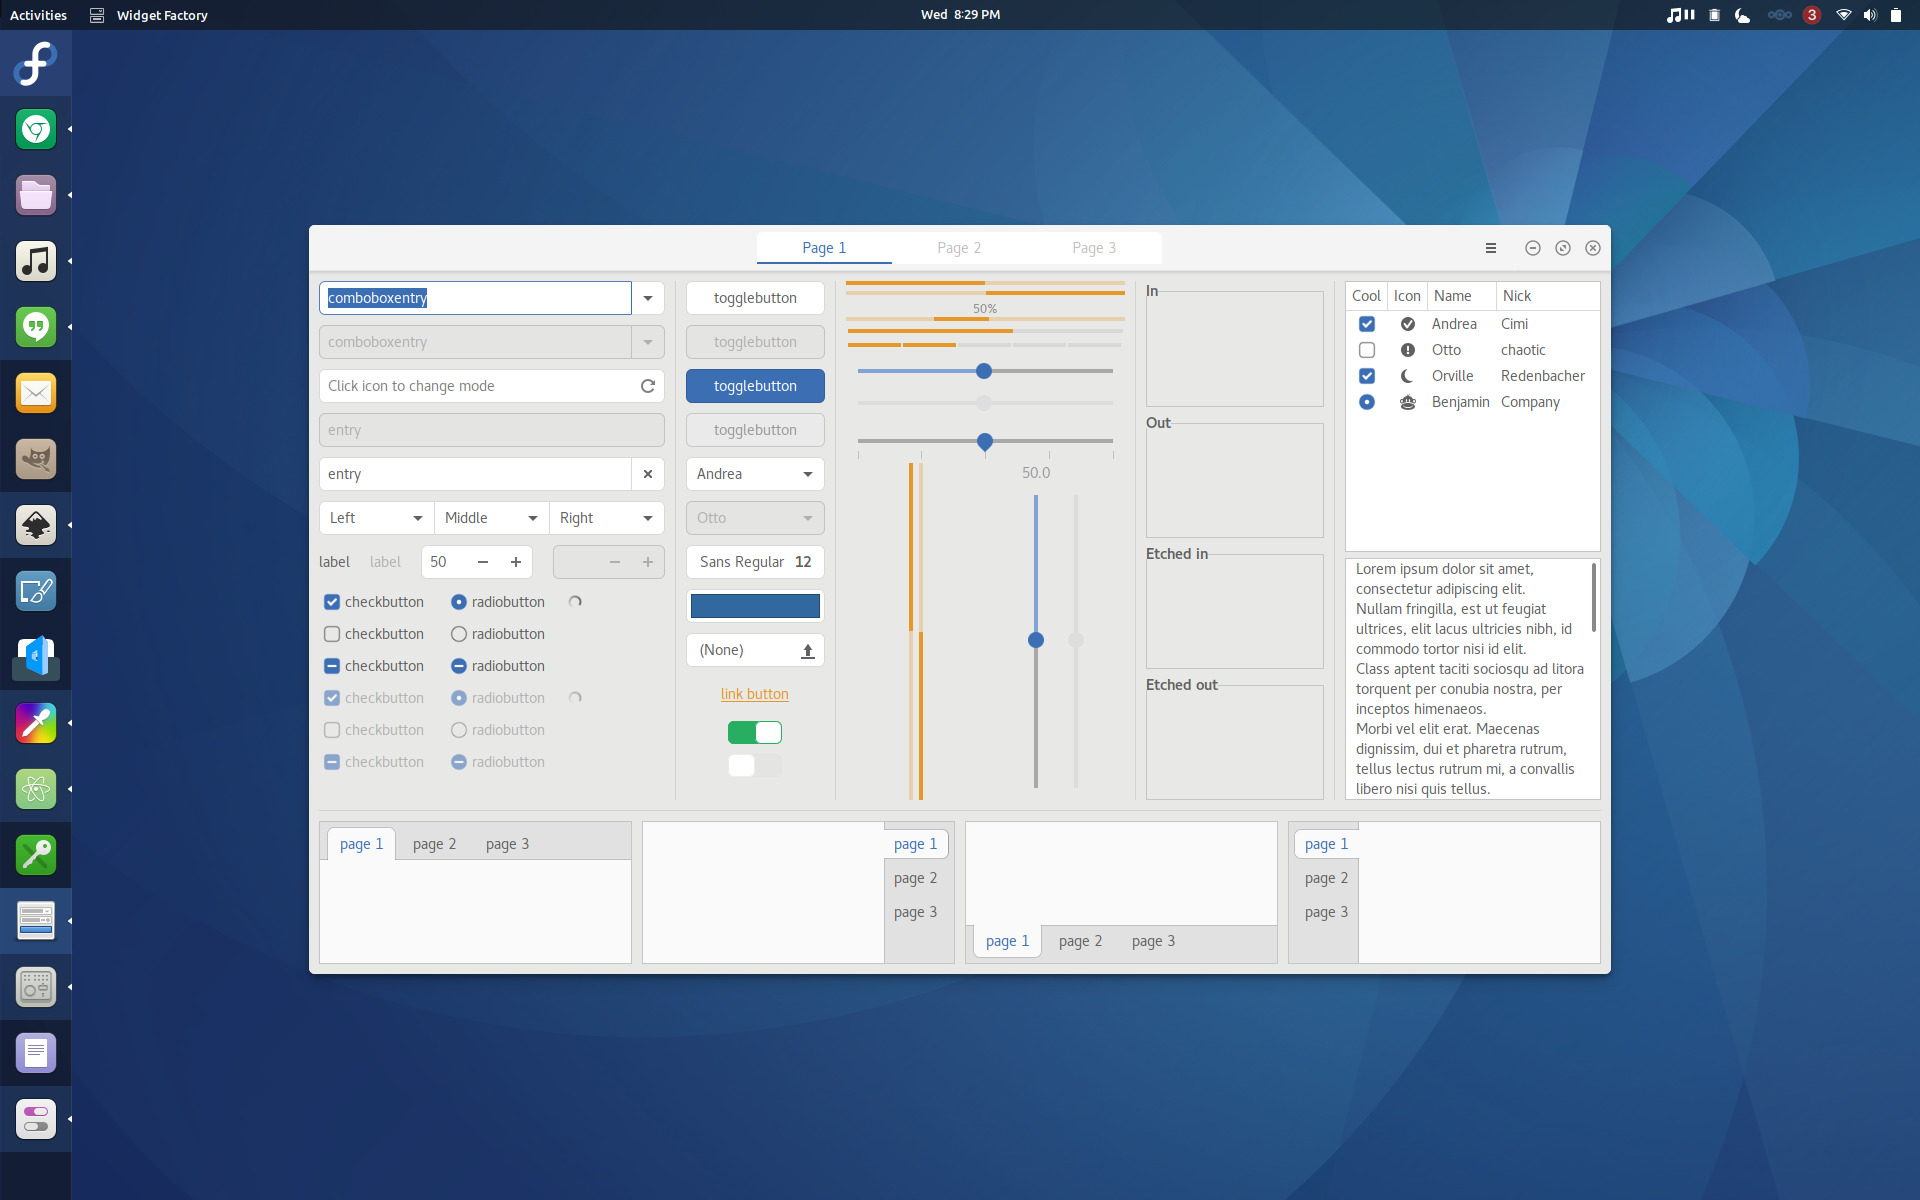 Activities
Widget Factory
Wed 8:29 PM
3
Page 1
Page 2
Page 3
comboboxentry
comboboxentry
Click icon to change mode
entry
entry
Left
Middle
Right
label
label
50
checkbutton
radiobutton
checkbutton
radiobutton
checkbutton
radiobutton
checkbutton
radiobutton
checkbutton
radiobutton
checkbutton
radiobutton
togglebutton
togglebutton
togglebutton
togglebutton
Andrea
Otto
Sans Regular 12
(None)
link button
50%
50.0
In
Out
Etched in
Etched out
Cool Icon Name Nick
Andrea Cimi
Otto chaotic
Orville Redenbacher
Benjamin Company
Lorem ipsum dolor sit amet,
consectetur adipiscing elit.
Nullam fringilla, est ut feugiat
ultrices, elit lacus ultricies nibh, id
commodo tortor nisi id elit.
Class aptent taciti sociosqu ad litora
torquent per conubia nostra, per
inceptos himenaeos.
Morbi vel elit erat. Maecenas
dignissim, dui et pharetra rutrum,
tellus lectus rutrum mi, a convallis
libero nisi quis tellus.
page 1
page 2
page 3
page 1
page 2
page 3
page 1
page 2
page 3
page 1
page 2
page 3